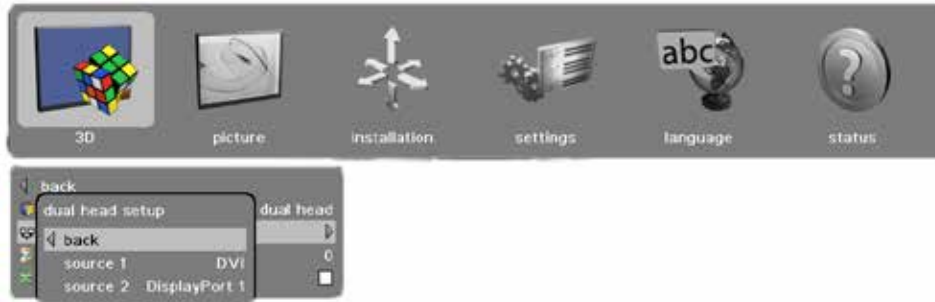 3D picture installation settings language status
abc
back
dual head setup dual head
back
0
source 1 DVI
source 2 DisplayPort 1